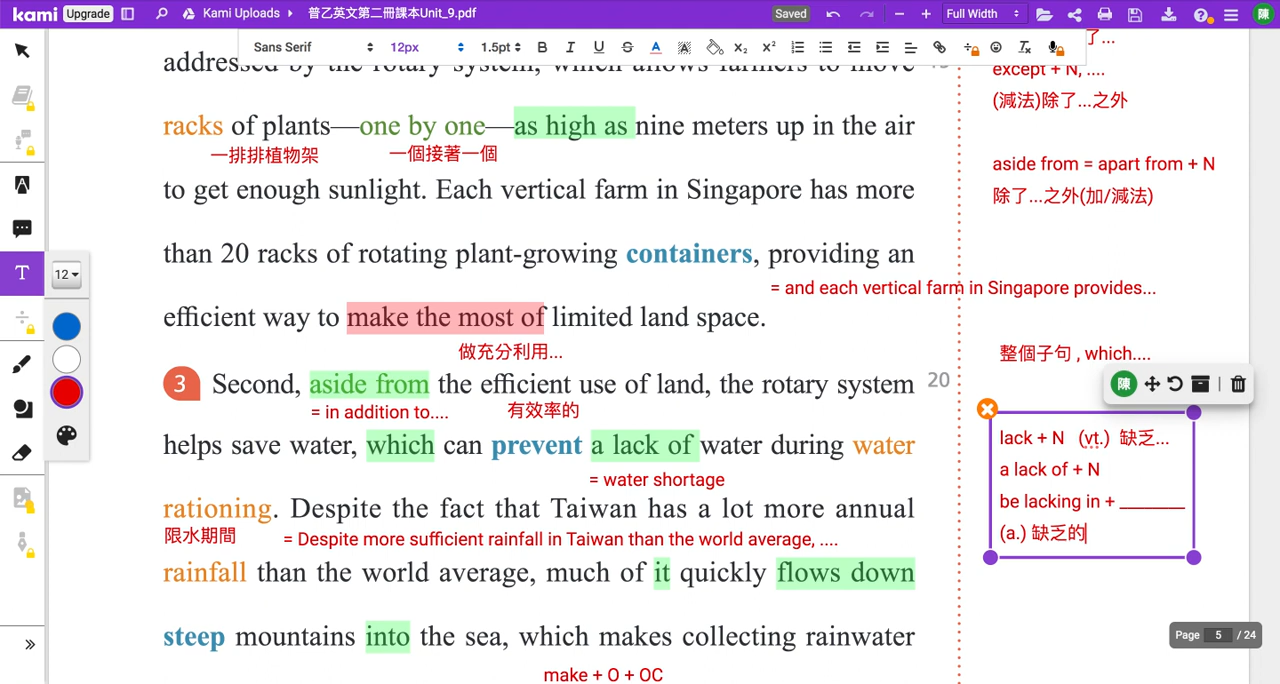 kami Upgrade Kami Uploads 普乙英文第二冊課本Unit_9.pdf Saved Full Width 陳
Sans Serif 12px 1.5pt B I U S A X₂ X²
了...
addressed by the rotary system, which allows farmers to move
except + N, ....
(減法)除了...之外
racks of plants—one by one—as high as nine meters up in the air
一排排植物架 一個接著一個
aside from = apart from + N
除了...之外(加/減法)
to get enough sunlight. Each vertical farm in Singapore has more
than 20 racks of rotating plant-growing containers, providing an
= and each vertical farm in Singapore provides...
efficient way to make the most of limited land space.
做充分利用...
整個子句 , which....
3 Second, aside from the efficient use of land, the rotary system 20
= in addition to.... 有效率的
陳
helps save water, which can prevent a lack of water during water
= water shortage
lack + N (vt.) 缺乏...
a lack of + N
be lacking in + ________
(a.) 缺乏的
rationing. Despite the fact that Taiwan has a lot more annual
限水期間 = Despite more sufficient rainfall in Taiwan than the world average, ....
rainfall than the world average, much of it quickly flows down
steep mountains into the sea, which makes collecting rainwater
make + O + OC
T
12
Page 5 / 24